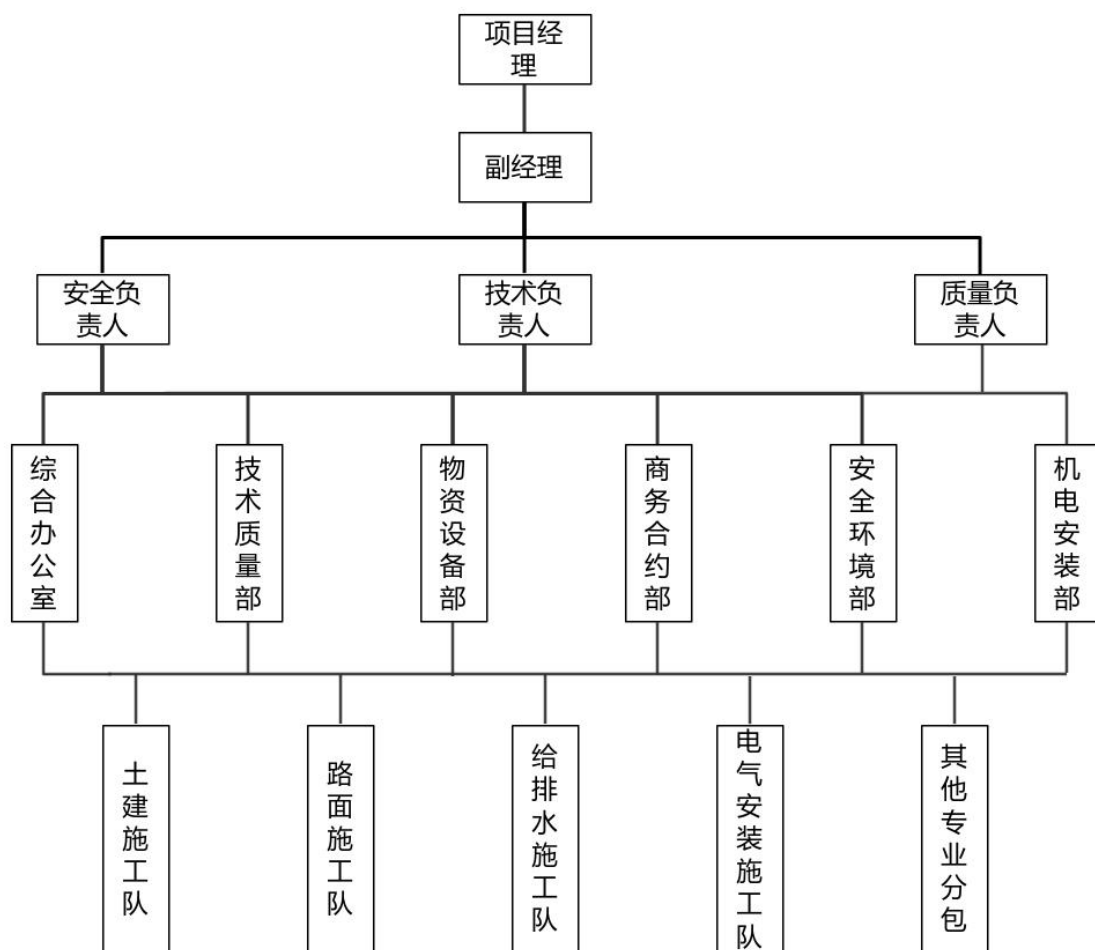 项目经
理
副经理
安全负
责人
技术负
责人
质量负
责人
综合办公室
技术质量部
物资设备部
商务合约部
安全环境部
机电安装部
土建施工队
路面施工队
给排水施工队
电气安装施工队
其他专业分包